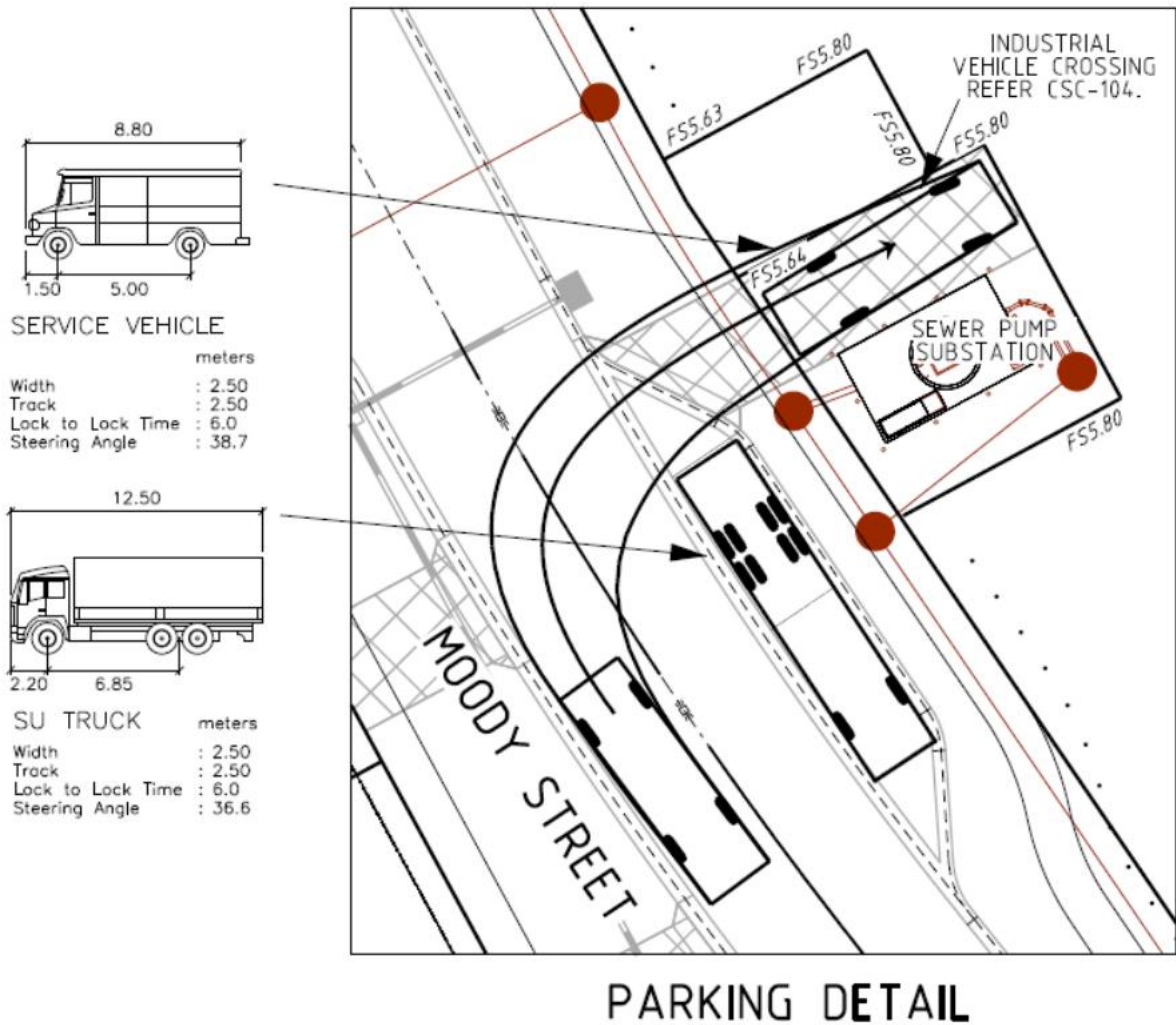 8.80
1.50 5.00
SERVICE VEHICLE
meters
Width : 2.50
Track : 2.50
Lock to Lock Time : 6.0
Steering Angle : 38.7
12.50
2.20 6.85
SU TRUCK meters
Width : 2.50
Track : 2.50
Lock to Lock Time : 6.0
Steering Angle : 36.6
FS5.80
INDUSTRIAL
VEHICLE CROSSING
REFER CSC-104.
FS5.63
FS5.80
FS5.80
FS5.64
SEWER PUMP
SUBSTATION
FS5.80
MOODY STREET
PARKING DETAIL